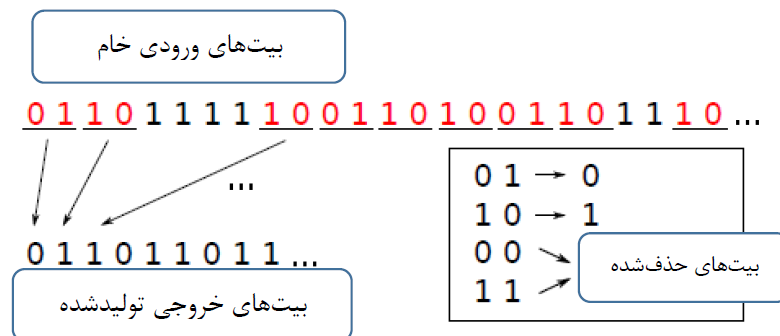 بیت‌های ورودی خام
0 1 1 0 1 1 1 1 1 0 0 1 1 0 1 0 0 1 1 0 1 1 1 0 ...
...
0 1 → 0
1 0 → 1
0 0
1 1
بیت‌های حذف‌شده
0 1 1 0 1 1 0 1 1 ...
بیت‌های خروجی تولیدشده